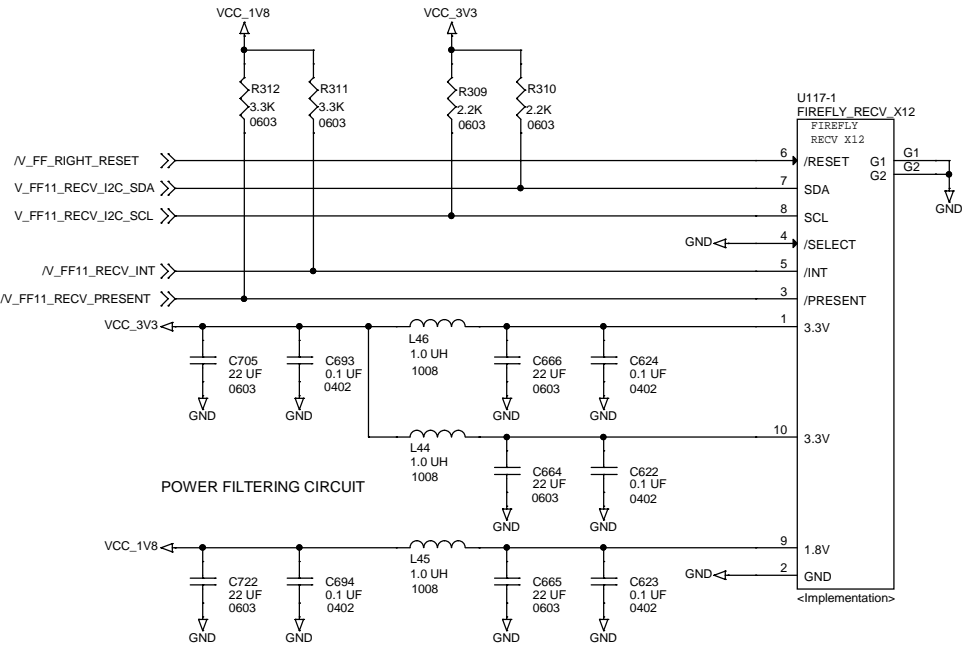 VCC_1V8
VCC_3V3
R312
3.3K
0603
R311
3.3K
0603
R309
2.2K
0603
R310
2.2K
0603
U117-1
FIREFLY_RECV_X12
FIREFLY
RECV X12
/V_FF_RIGHT_RESET
6
/RESET
G1
G1
G2
G2
GND
V_FF11_RECV_I2C_SDA
7
SDA
V_FF11_RECV_I2C_SCL
8
SCL
GND
4
/SELECT
/V_FF11_RECV_INT
5
/INT
/V_FF11_RECV_PRESENT
3
/PRESENT
VCC_3V3
1
3.3V
L46
1.0 UH
1008
C705
22 UF
0603
GND
C693
0.1 UF
0402
GND
C666
22 UF
0603
GND
C624
0.1 UF
0402
GND
10
3.3V
L44
1.0 UH
1008
C664
22 UF
0603
GND
C622
0.1 UF
0402
GND
POWER FILTERING CIRCUIT
VCC_1V8
9
1.8V
L45
1.0 UH
1008
GND
2
GND
C722
22 UF
0603
GND
C694
0.1 UF
0402
GND
C665
22 UF
0603
GND
C623
0.1 UF
0402
GND
<Implementation>